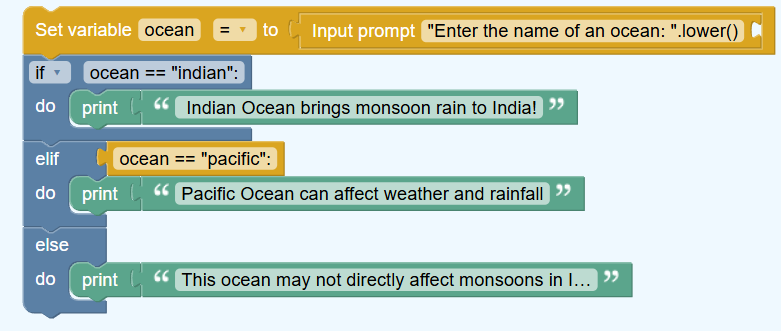 Set variable ocean = to Input prompt "Enter the name of an ocean: ".lower()
if ocean == "indian":
do print “ Indian Ocean brings monsoon rain to India! ”
elif ocean == "pacific":
do print “ Pacific Ocean can affect weather and rainfall ”
else
do print “ This ocean may not directly affect monsoons in I... ”